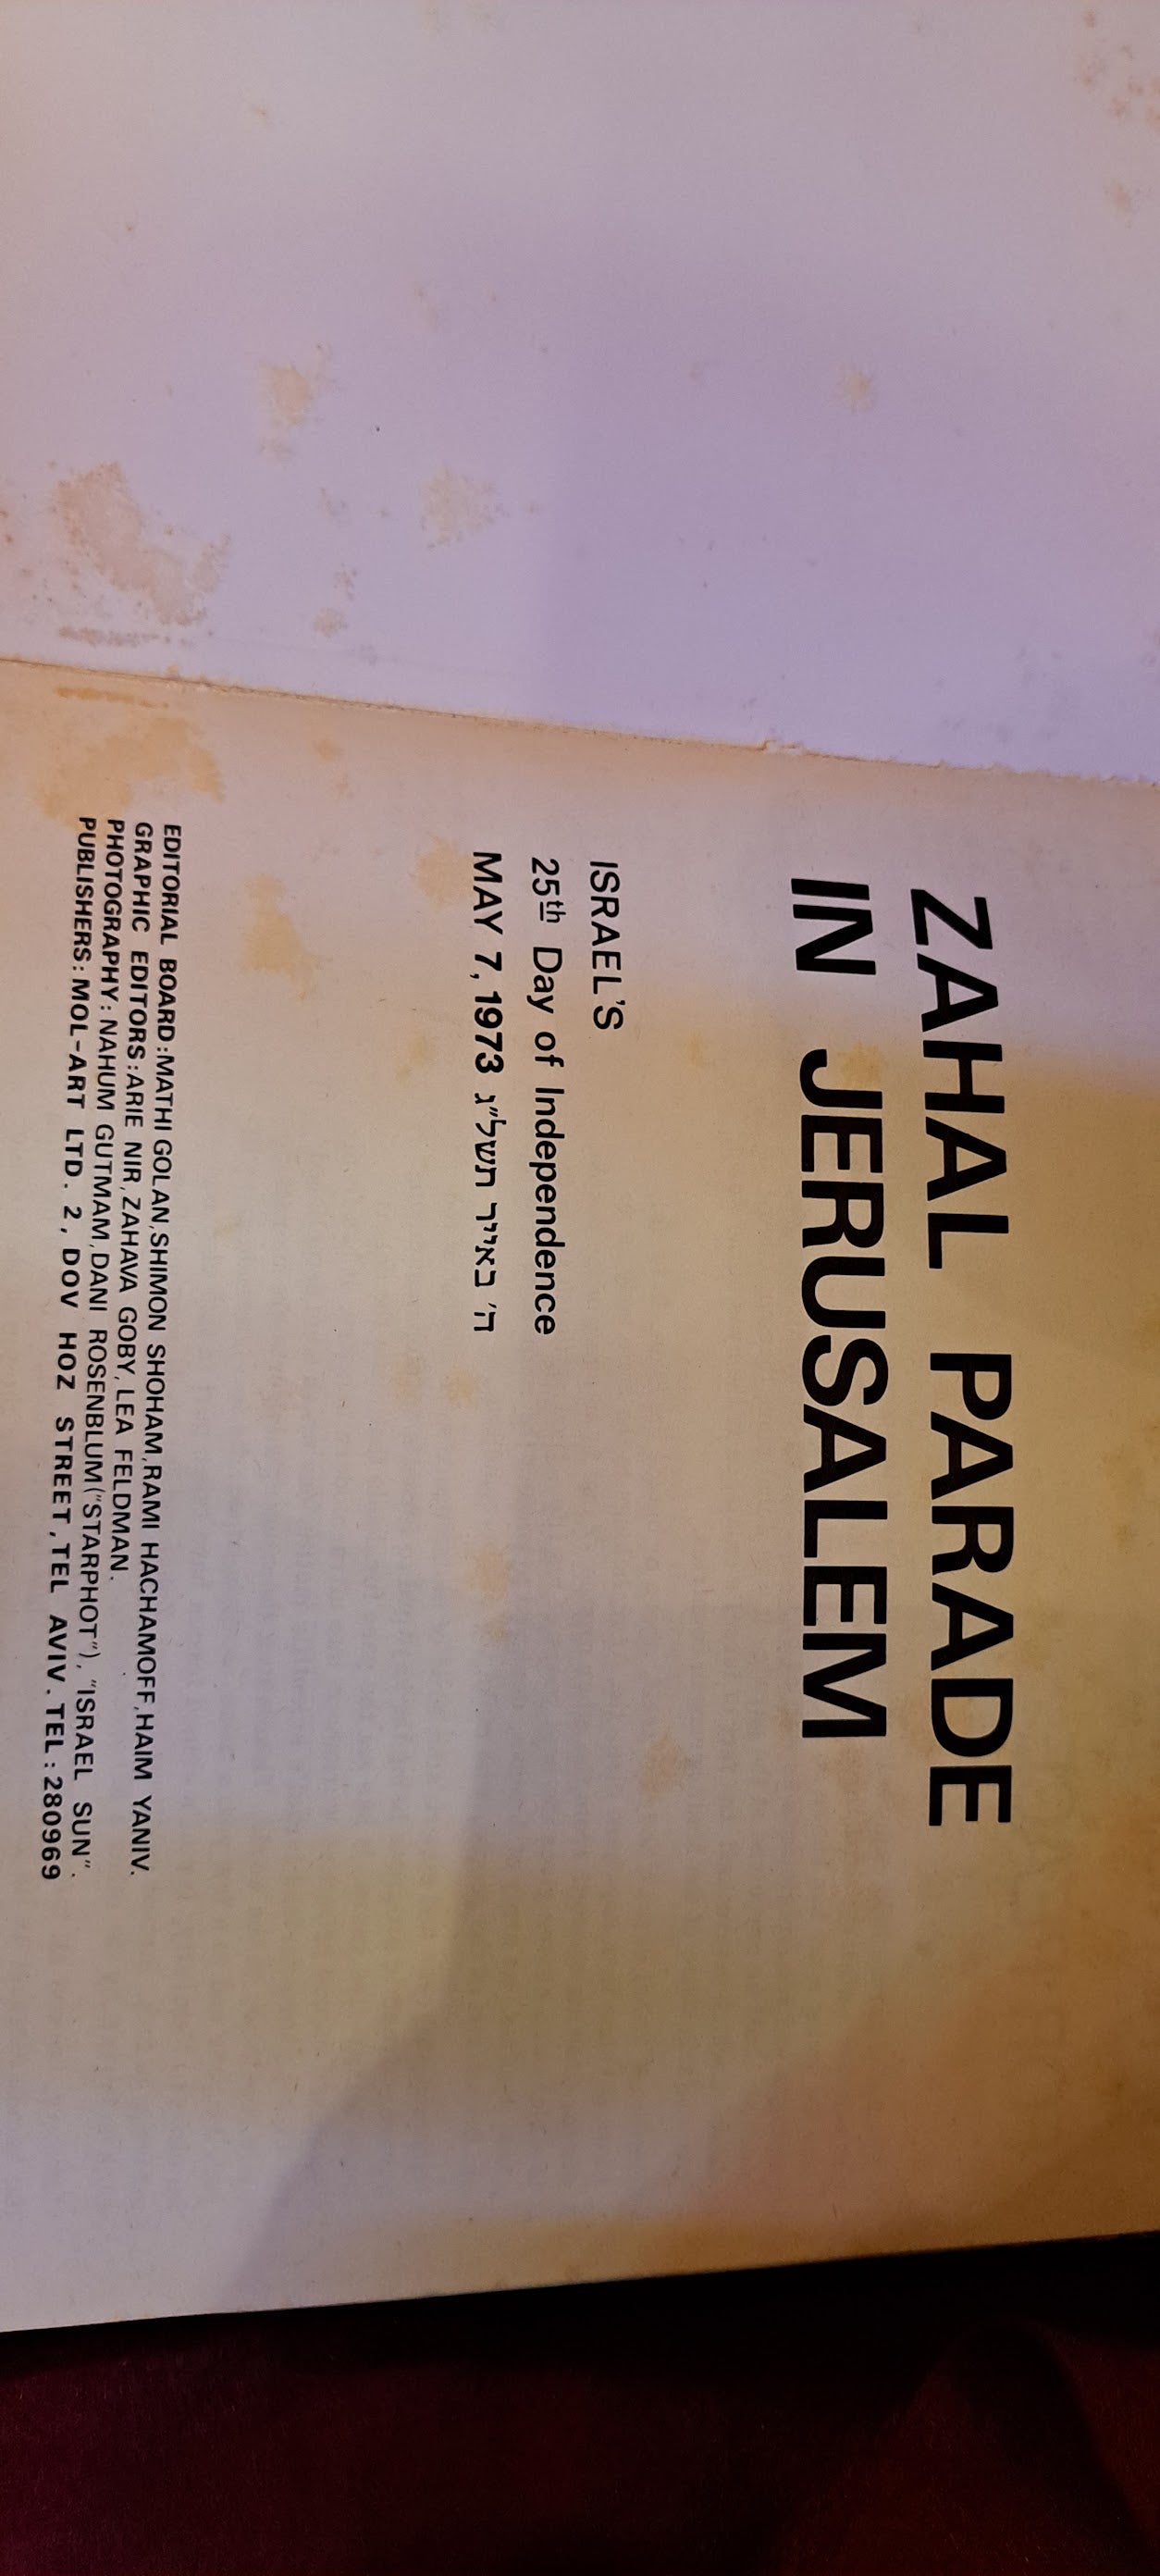 ZAHAL PARADE
IN JERUSALEM
ISRAEL'S
25th Day of Independence
MAY 7, 1973 ה' באייר תשל"ג
EDITORIAL BOARD:MATHI GOLAN,SHIMON SHOHAM,RAMI HACHAMOFF,HAIM YANIV.
GRAPHIC EDITORS:ARIE NIR,ZAHAVA GOBY, LEA FELDMAN.
PHOTOGRAPHY: NAHUM GUTMAM,DANI ROSENBLUM("STARPHOT"), "ISRAEL SUN".
PUBLISHERS: MOL-ART LTD. 2, DOV HOZ STREET, TEL AVIV. TEL: 280969